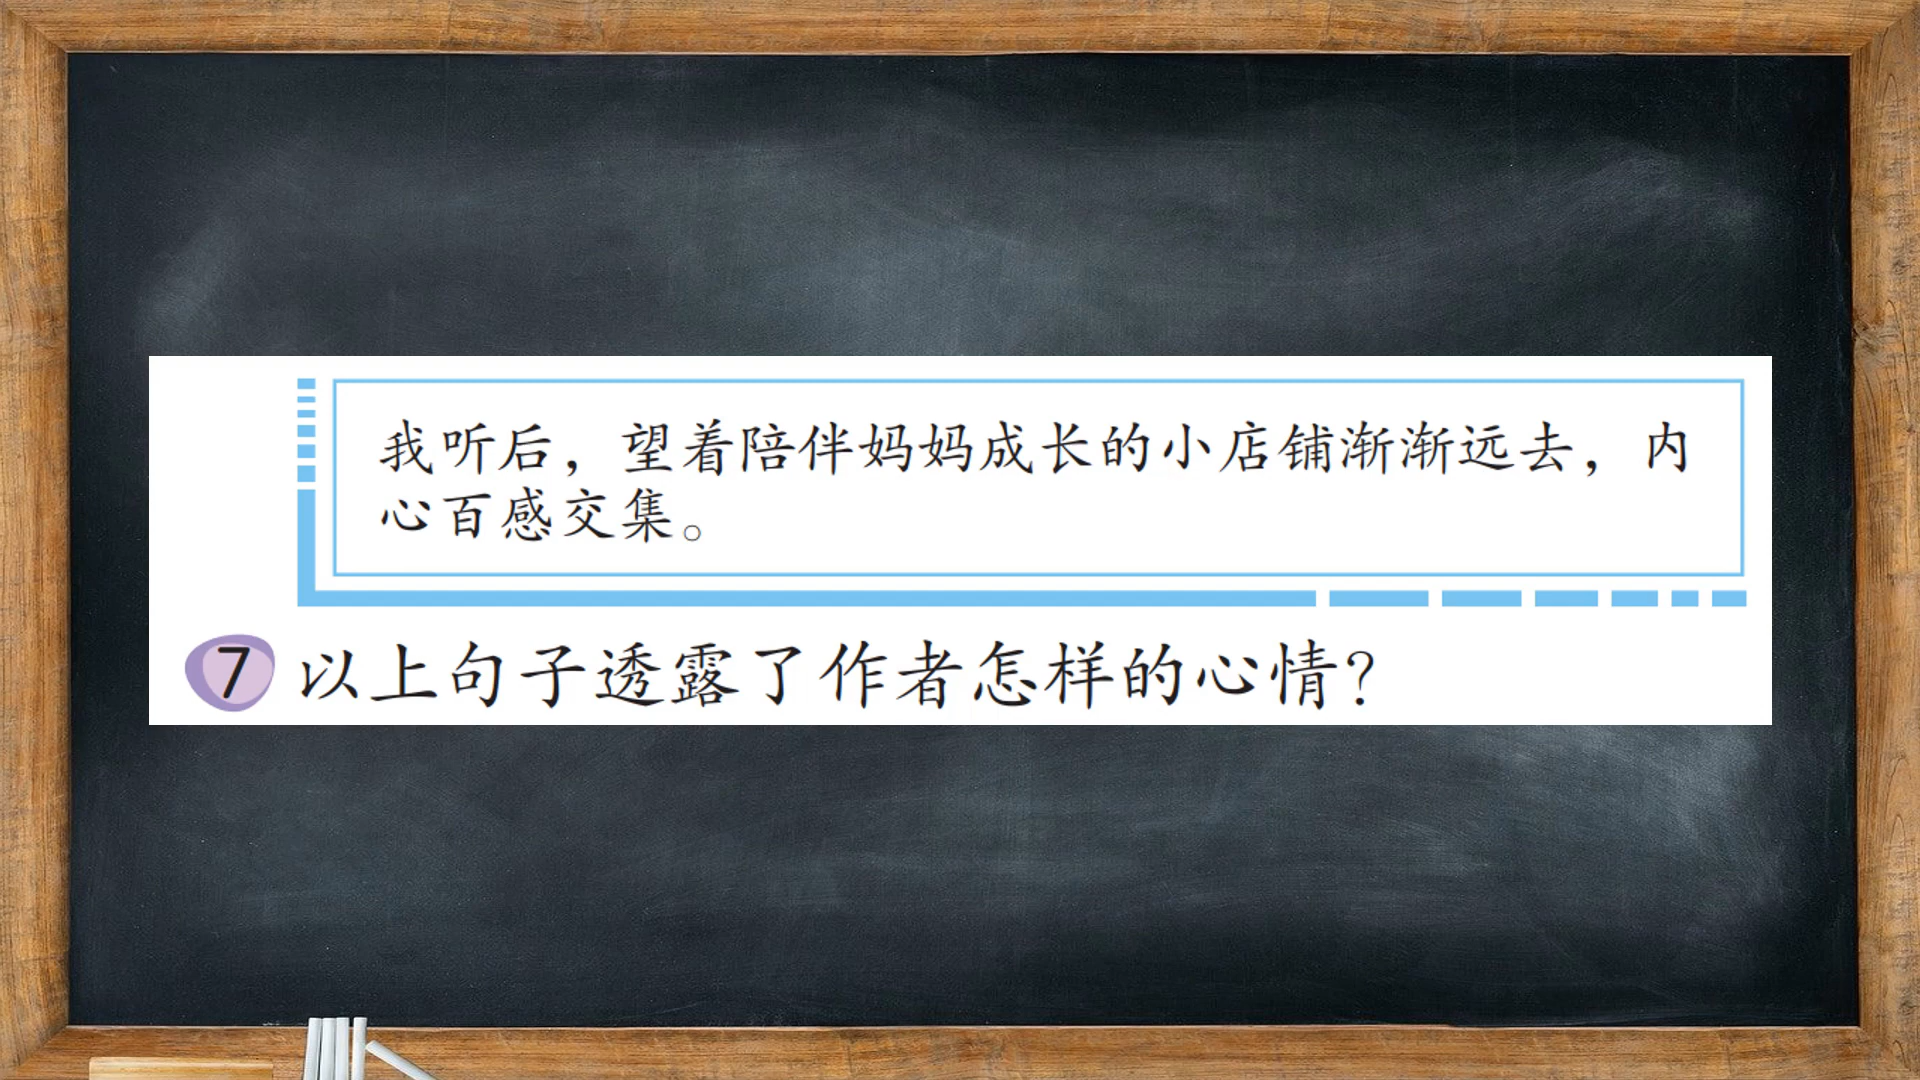 我听后，望着陪伴妈妈成长的小店铺渐渐远去，内
心百感交集。
7 以上句子透露了作者怎样的心情？